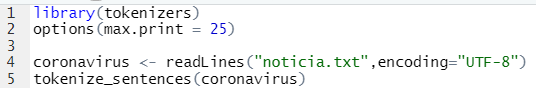 1 library(tokenizers)
2 options(max.print = 25)
3
4 coronavirus <- readLines("noticia.txt",encoding="UTF-8")
5 tokenize_sentences(coronavirus)